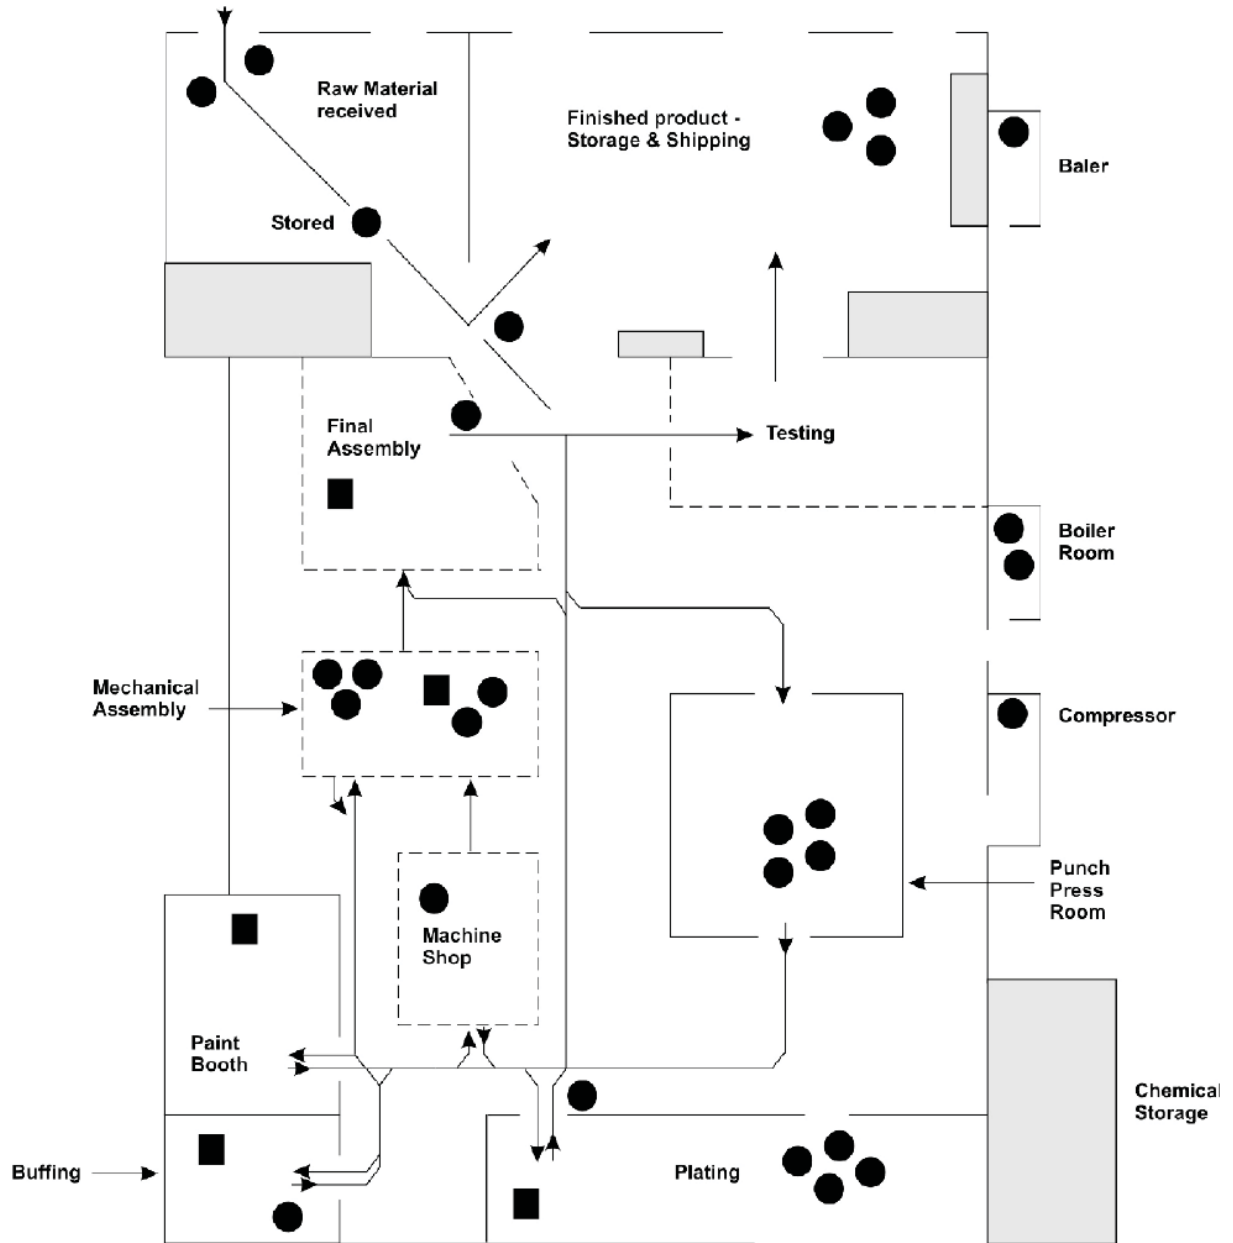 Raw Material
received
Finished product -
Storage & Shipping
Baler
Stored
Final
Assembly
Testing
Boiler
Room
Mechanical
Assembly
Compressor
Punch
Press
Room
Machine
Shop
Paint
Booth
Chemical
Storage
Buffing
Plating